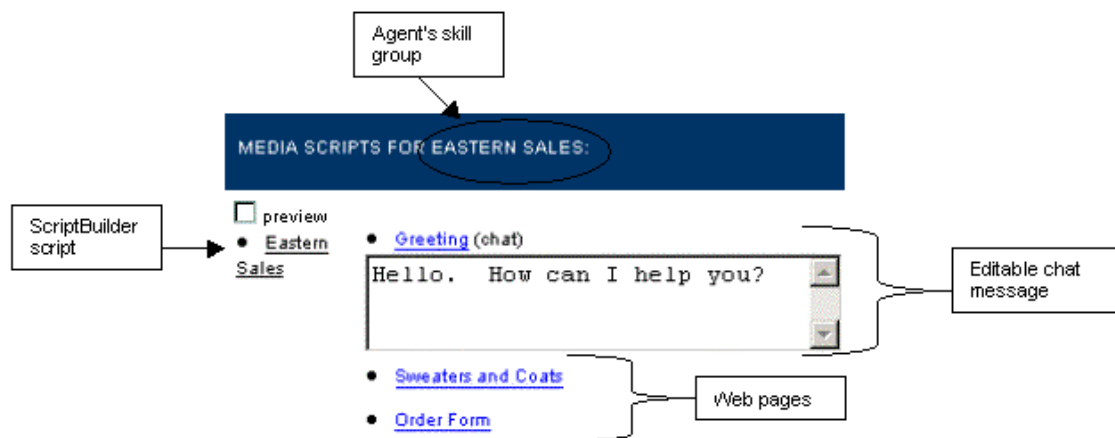 Agent's skill
group
MEDIA SCRIPTS FOR EASTERN SALES:
preview
ScriptBuilder
script
Eastern
Sales
Greeting (chat)
Hello.  How can I help you?
Editable chat
message
Sweaters and Coats
Web pages
Order Form